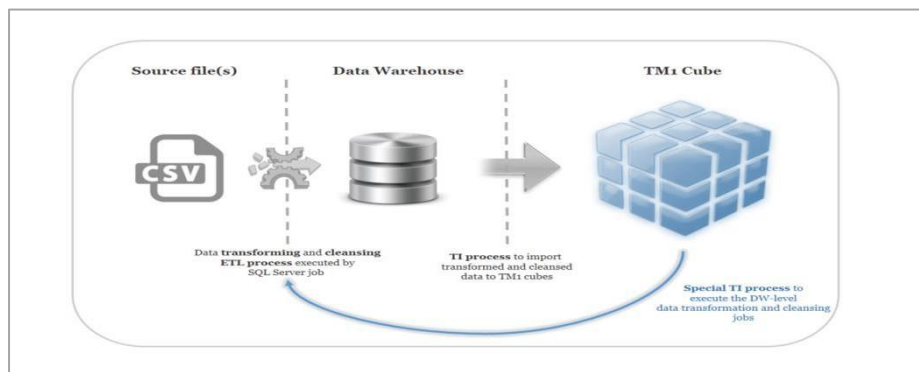 Source file(s)
Data Warehouse
TM1 Cube
CSV
Data transforming and cleansing
ETL process executed by
SQL Server job
TI process to import
transformed and cleansed
data to TM1 cubes
Special TI process to
execute the DW-level
data transformation and cleansing
jobs